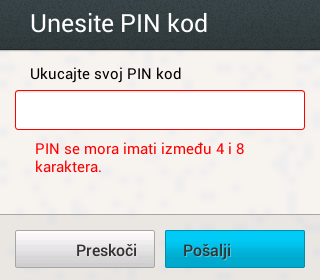 Unesite PIN kod
Ukucajte svoj PIN kod
PIN se mora imati između 4 i 8
karaktera.
Preskoči
Pošalji